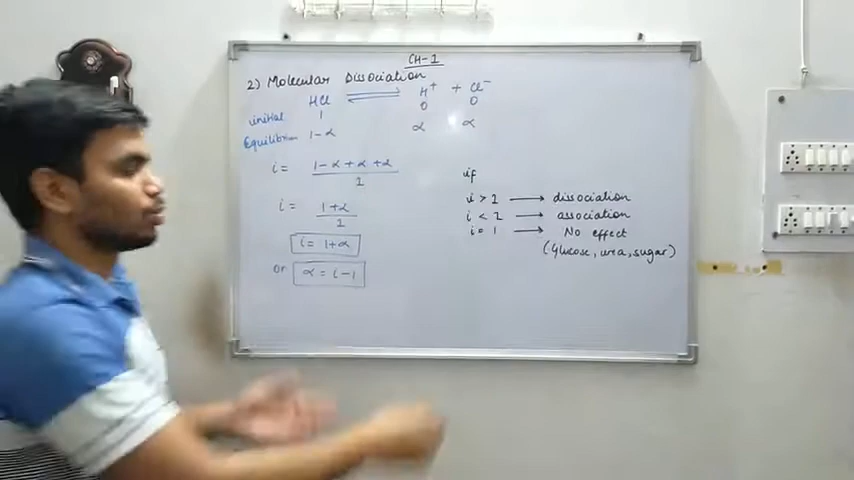 CH-1
2) Molecular Dissociation
HCl ⇌ H⁺ + Cl⁻
initial 1 0 0
Equilibrium 1-α α α
i = 1-α+α+α / 1
i = 1+α / 1
i = 1+α
or α = i-1
if
i > 1 → dissociation
i < 1 → association
i = 1 → No effect
(Glucose, urea, sugar)